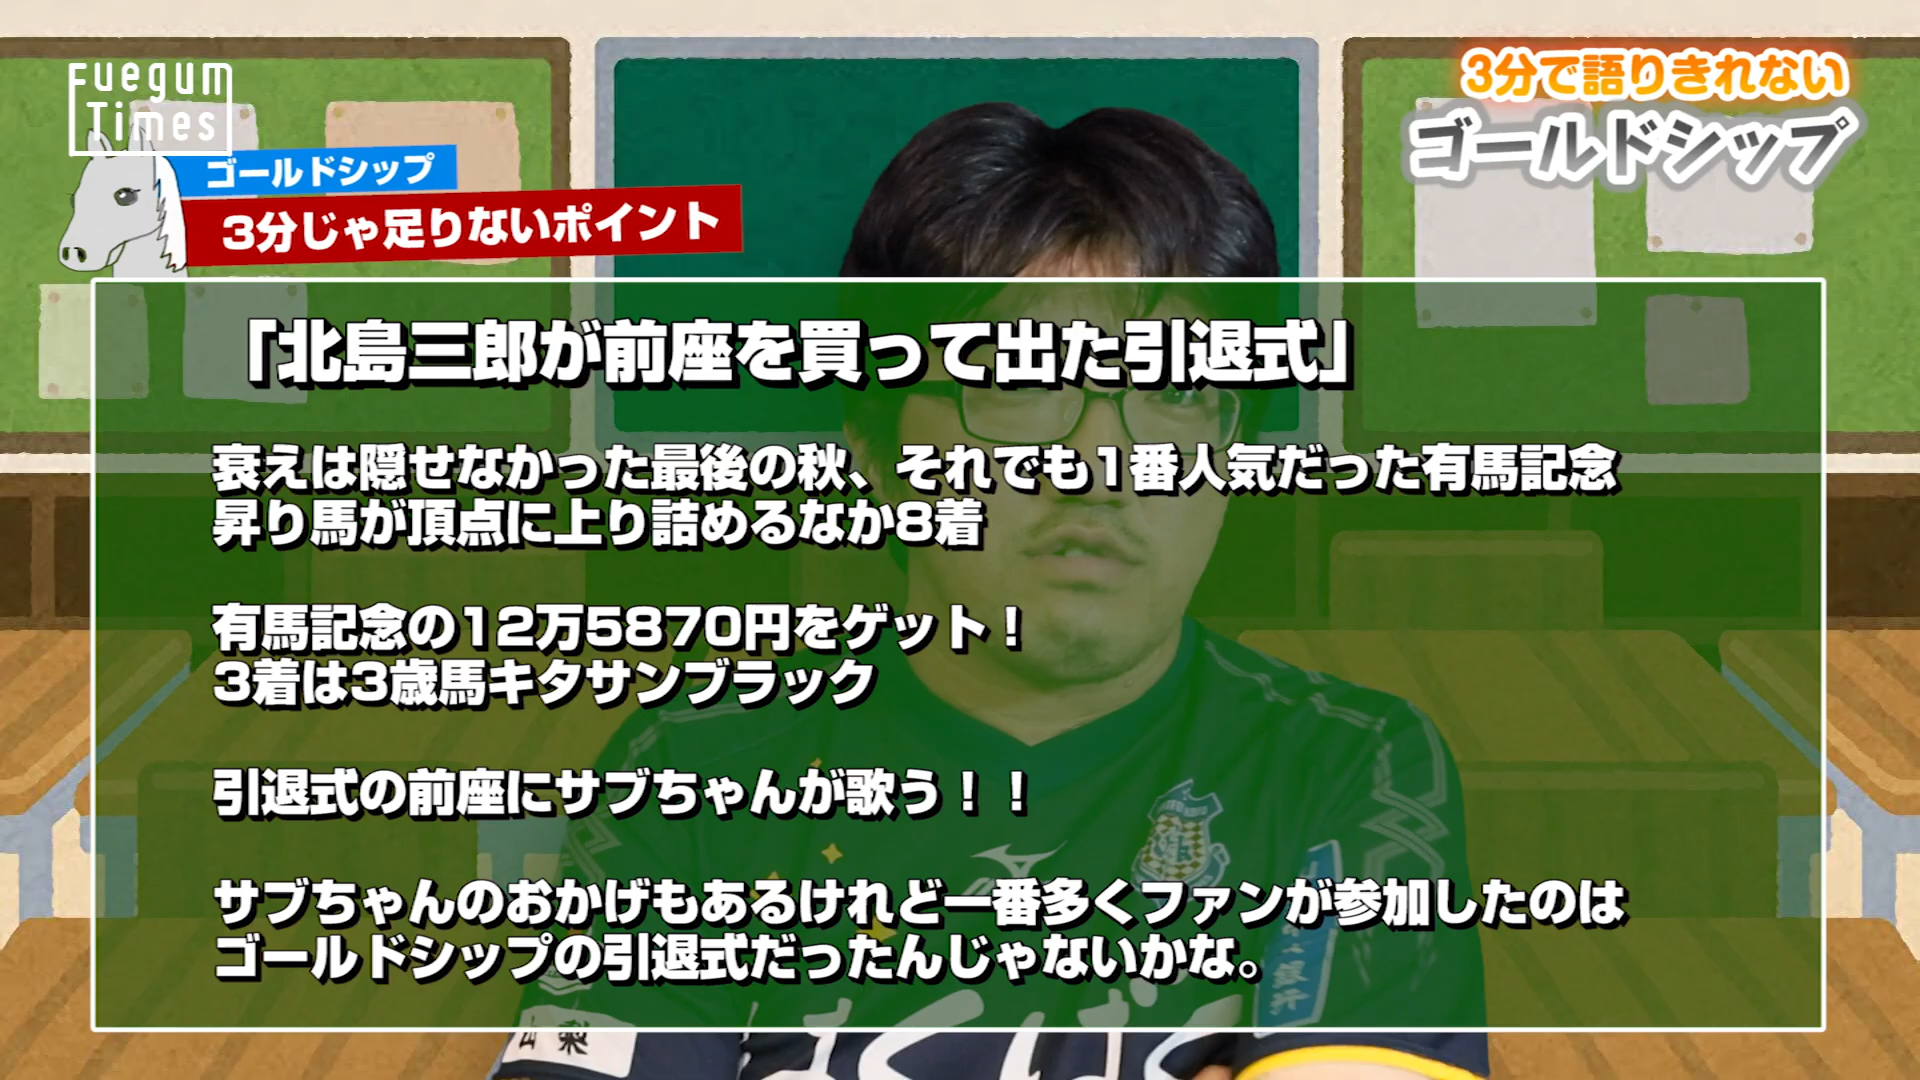 Fuegum
Times
3分で語りきれない
ゴールドシップ
ゴールドシップ
3分じゃ足りないポイント
「北島三郎が前座を買って出た引退式」
衰えは隠せなかった最後の秋、それでも1番人気だった有馬記念
昇り馬が頂点に上り詰めるなか8着
有馬記念の12万5870円をゲット！
3着は3歳馬キタサンブラック
引退式の前座にサブちゃんが歌う！！
サブちゃんのおかげもあるけれど一番多くファンが参加したのは
ゴールドシップの引退式だったんじゃないかな。
はくばく
山梨
銀行